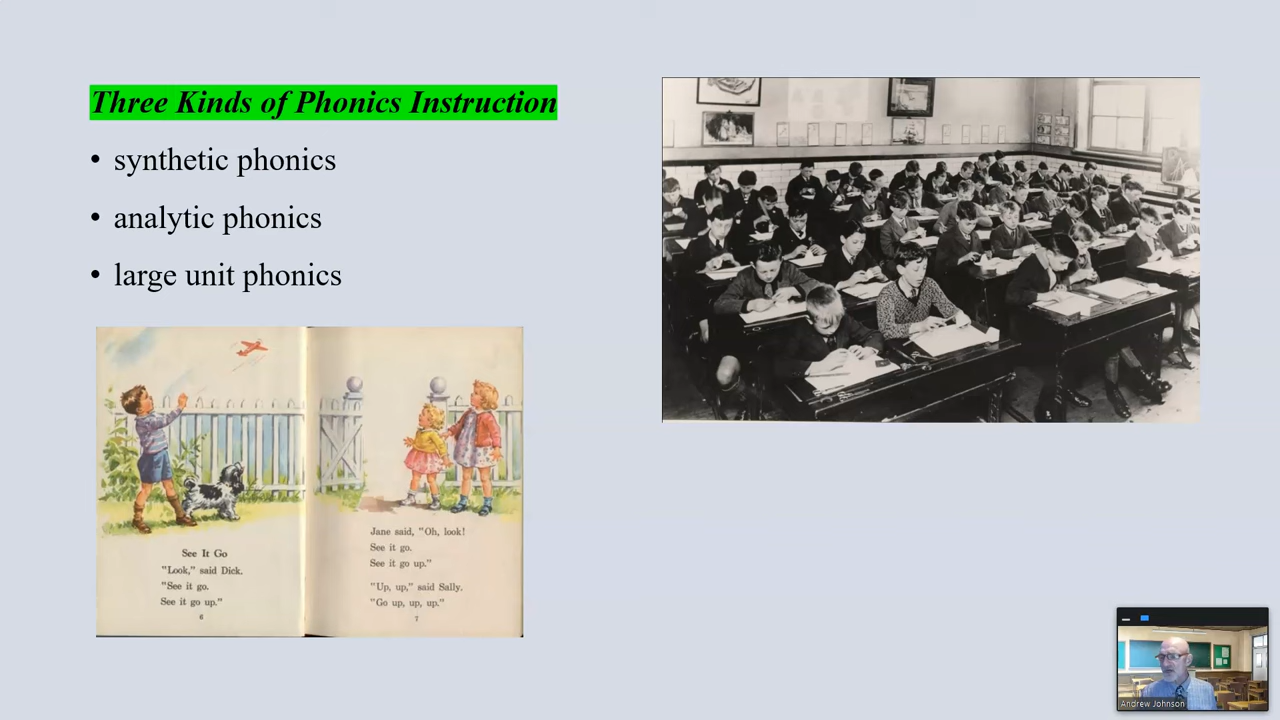 Three Kinds of Phonics Instruction
• synthetic phonics
• analytic phonics
• large unit phonics
See It Go
"Look," said Dick.
"See it go.
See it go up."
6
Jane said, "Oh, look!
See it go.
See it go up."
"Up, up," said Sally.
"Go up, up, up."
7
Andrew Johnson